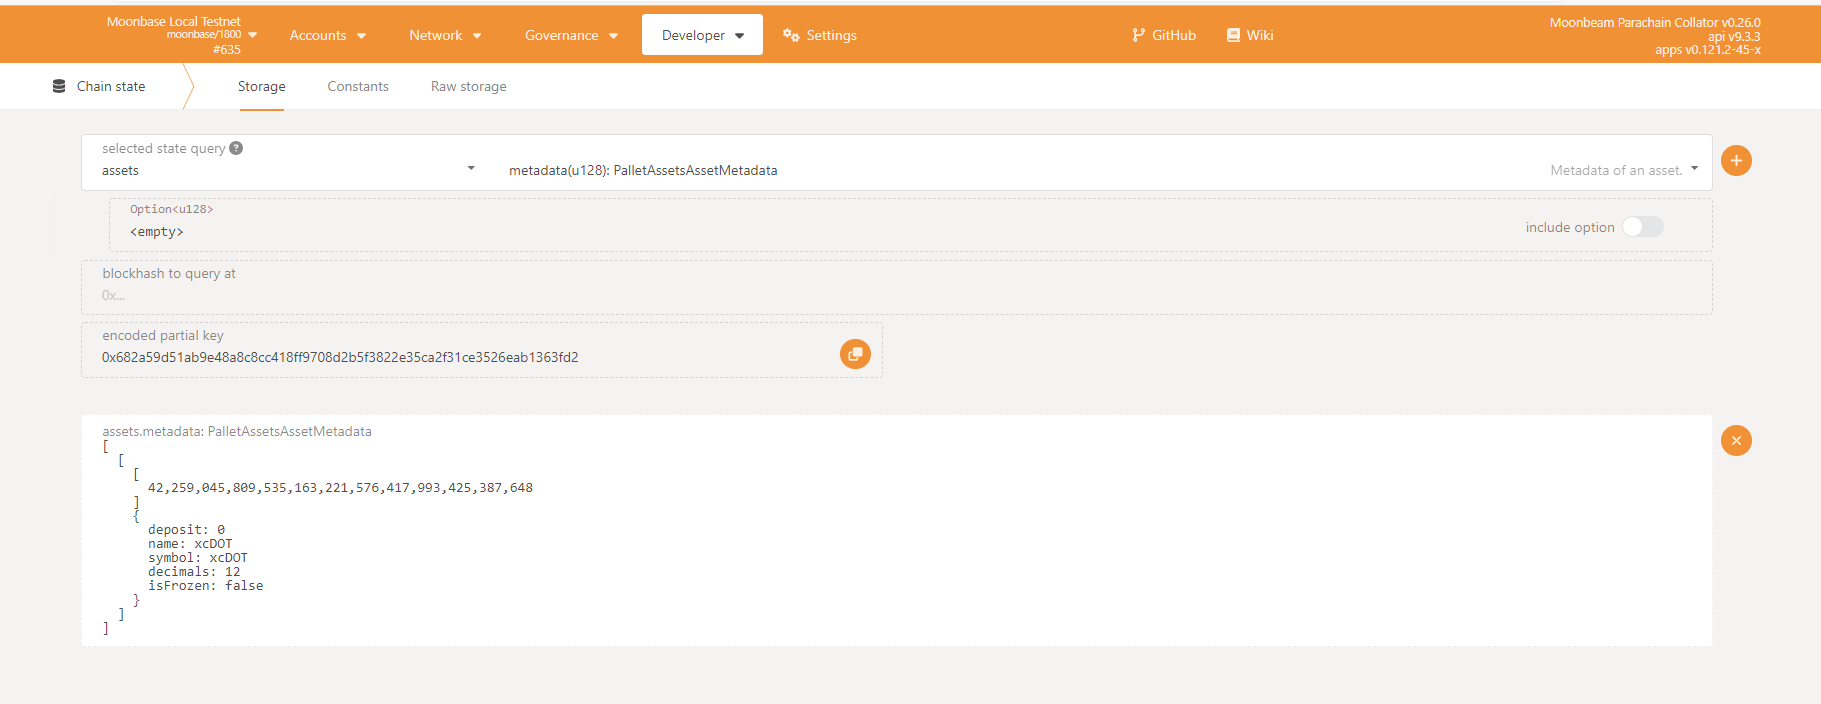 Moonbase Local Testnet
moonbase/1800
#635
Accounts
Network
Governance
Developer
Settings
GitHub
Wiki
Moonbeam Parachain Collator v0.26.0
api v9.3.3
apps v0.121.2-45-x
Chain state
Storage
Constants
Raw storage
selected state query ?
assets
metadata(u128): PalletAssetsAssetMetadata
Metadata of an asset.
Option<u128>
<empty>
include option
blockhash to query at
0x...
encoded partial key
0x682a59d51ab9e48a8c8cc418ff9708d2b5f3822e35ca2f31ce3526eab1363fd2
assets.metadata: PalletAssetsAssetMetadata
[
[
[
42,259,045,809,535,163,221,576,417,993,425,387,648
]
{
deposit: 0
name: xcDOT
symbol: xcDOT
decimals: 12
isFrozen: false
}
]
]